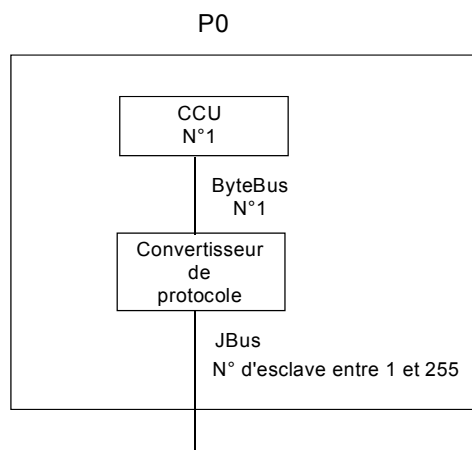 P0
CCU
N°1
ByteBus
N°1
Convertisseur
de
protocole
JBus
N° d'esclave entre 1 et 255